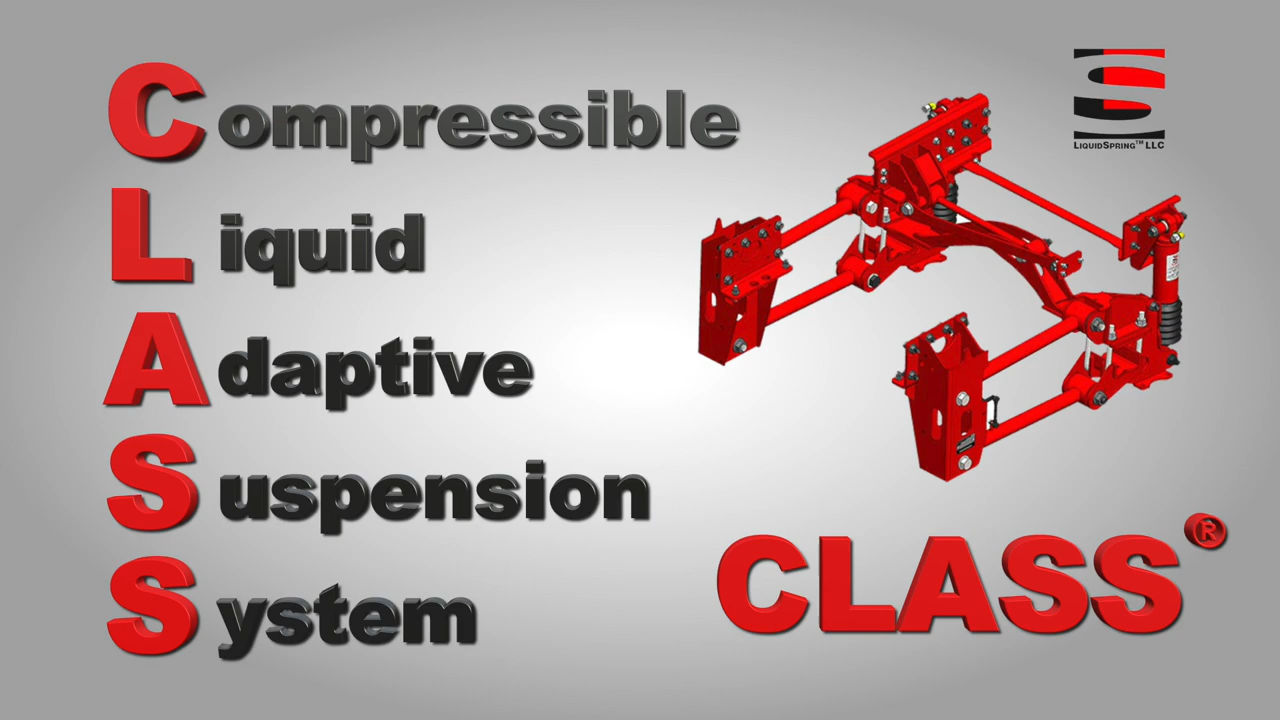 Compressible
Liquid
Adaptive
Suspension
System
LIQUIDSPRING™ LLC
CLASS®